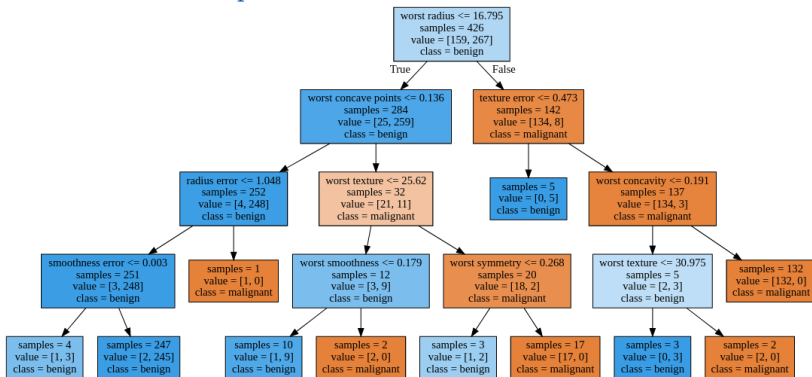 worst radius <= 16.795
samples = 426
value = [159, 267]
class = benign
True
False
worst concave points <= 0.136
samples = 284
value = [25, 259]
class = benign
texture error <= 0.473
samples = 142
value = [134, 8]
class = malignant
radius error <= 1.048
samples = 252
value = [4, 248]
class = benign
worst texture <= 25.62
samples = 32
value = [21, 11]
class = malignant
samples = 5
value = [0, 5]
class = benign
worst concavity <= 0.191
samples = 137
value = [134, 3]
class = malignant
smoothness error <= 0.003
samples = 251
value = [3, 248]
class = benign
samples = 1
value = [1, 0]
class = malignant
worst smoothness <= 0.179
samples = 12
value = [3, 9]
class = benign
worst symmetry <= 0.268
samples = 20
value = [18, 2]
class = malignant
worst texture <= 30.975
samples = 5
value = [2, 3]
class = benign
samples = 132
value = [132, 0]
class = malignant
samples = 4
value = [1, 3]
class = benign
samples = 247
value = [2, 245]
class = benign
samples = 10
value = [1, 9]
class = benign
samples = 2
value = [2, 0]
class = malignant
samples = 3
value = [1, 2]
class = benign
samples = 17
value = [17, 0]
class = malignant
samples = 3
value = [0, 3]
class = benign
samples = 2
value = [2, 0]
class = malignant